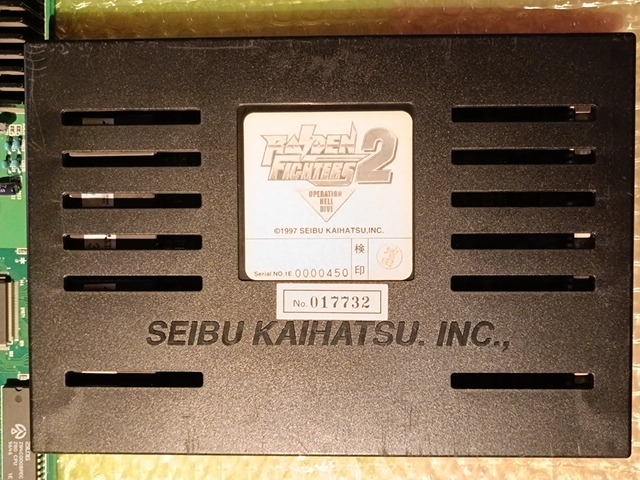 RAIDEN
FIGHTERS 2
OPERATION
HELL
DIVE
©1997 SEIBU KAIHATSU,INC.
検
印
Serial NO.1E 0000450
No. 017732
SEIBU KAIHATSU. INC.,